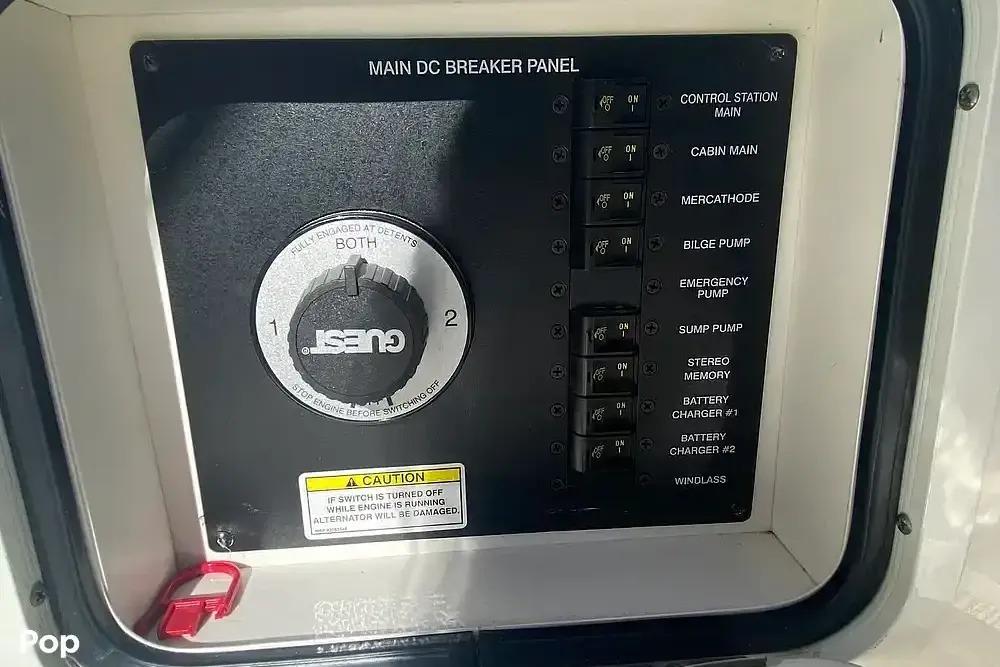 MAIN DC BREAKER PANEL
OFF ON
CONTROL STATION
MAIN
OFF ON
CABIN MAIN
OFF ON
MERCATHODE
OFF ON
BILGE PUMP
EMERGENCY
PUMP
OFF ON
SUMP PUMP
OFF ON
STEREO
MEMORY
OFF ON
BATTERY
CHARGER #1
OFF ON
BATTERY
CHARGER #2
WINDLASS
FULLY ENGAGED AT DETENTS
BOTH
1
2
GUEST®
STOP ENGINE BEFORE SWITCHING OFF
⚠ CAUTION
IF SWITCH IS TURNED OFF
WHILE ENGINE IS RUNNING
ALTERNATOR WILL BE DAMAGED.
Pop